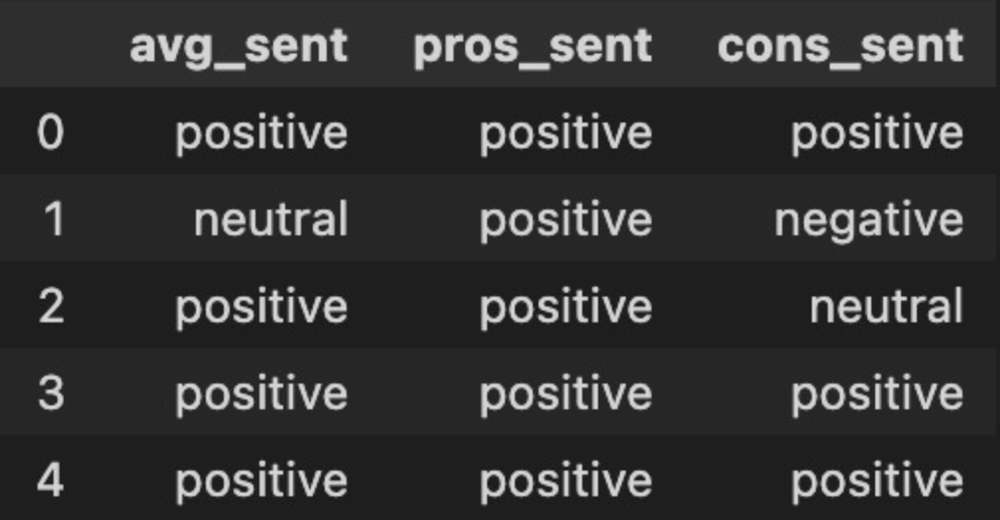 avg_sent pros_sent cons_sent
0 positive positive positive
1 neutral positive negative
2 positive positive neutral
3 positive positive positive
4 positive positive positive